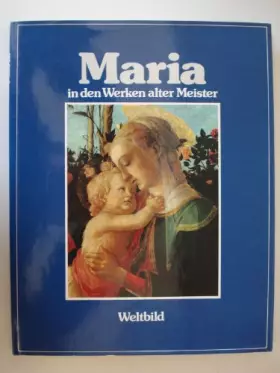 Maria
in den Werken alter Meister
Weltbild